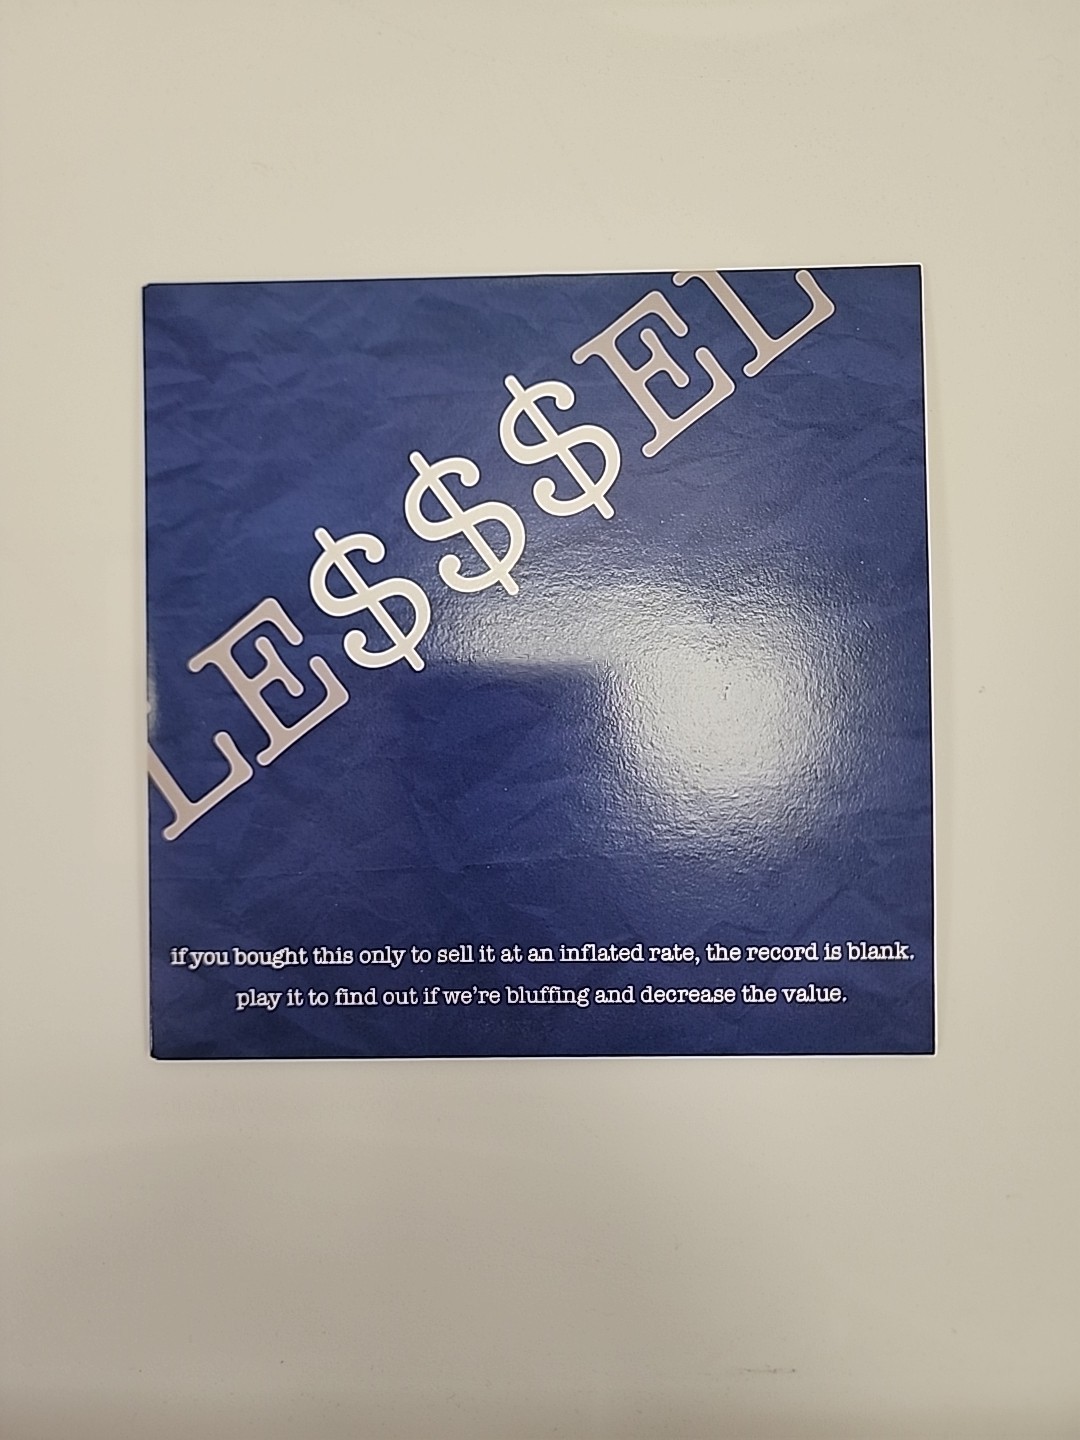 LE$$$EL
if you bought this only to sell it at an inflated rate, the record is blank.
play it to find out if we're bluffing and decrease the value.